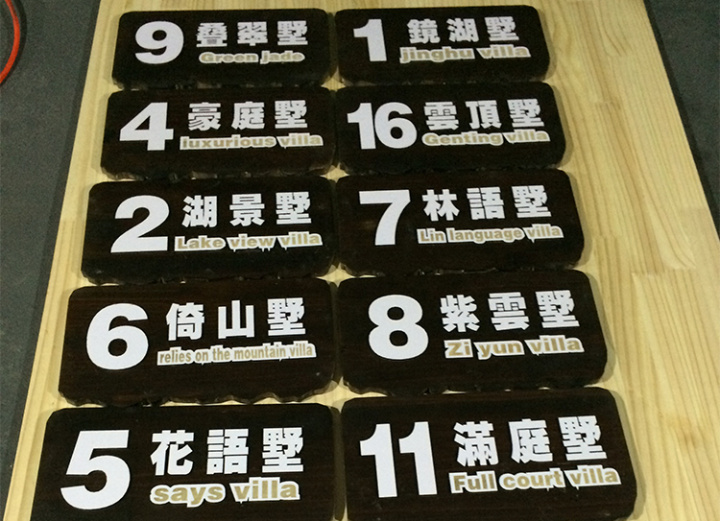 9 叠翠墅
Green jade
1 鏡湖墅
jinghu villa
4 豪庭墅
luxurious villa
16 雲頂墅
Genting villa
2 湖景墅
Lake view villa
7 林語墅
Lin language villa
6 倚山墅
relies on the mountain villa
8 紫雲墅
Zi yun villa
5 花語墅
says villa
11 滿庭墅
Full court villa